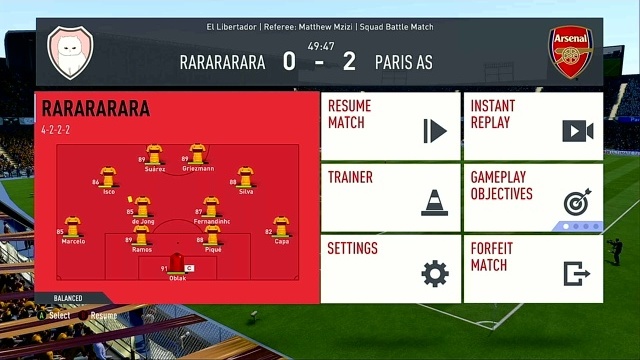 El Libertador | Referee: Matthew Mzizi | Squad Battle Match
49:47
RARARARARA 0 - 2 PARIS AS
Arsenal
RARARARARA
4-2-2-2
89 Suárez
89 Griezmann
86 Isco
88 Silva
85 de Jong
87 Fernandinho
85 Marcelo
89 Ramos
88 Piqué
82 Capa
91 C
Oblak
BALANCED
RESUME
MATCH
INSTANT
REPLAY
TRAINER
GAMEPLAY
OBJECTIVES
SETTINGS
FORFEIT
MATCH
A Select Resume